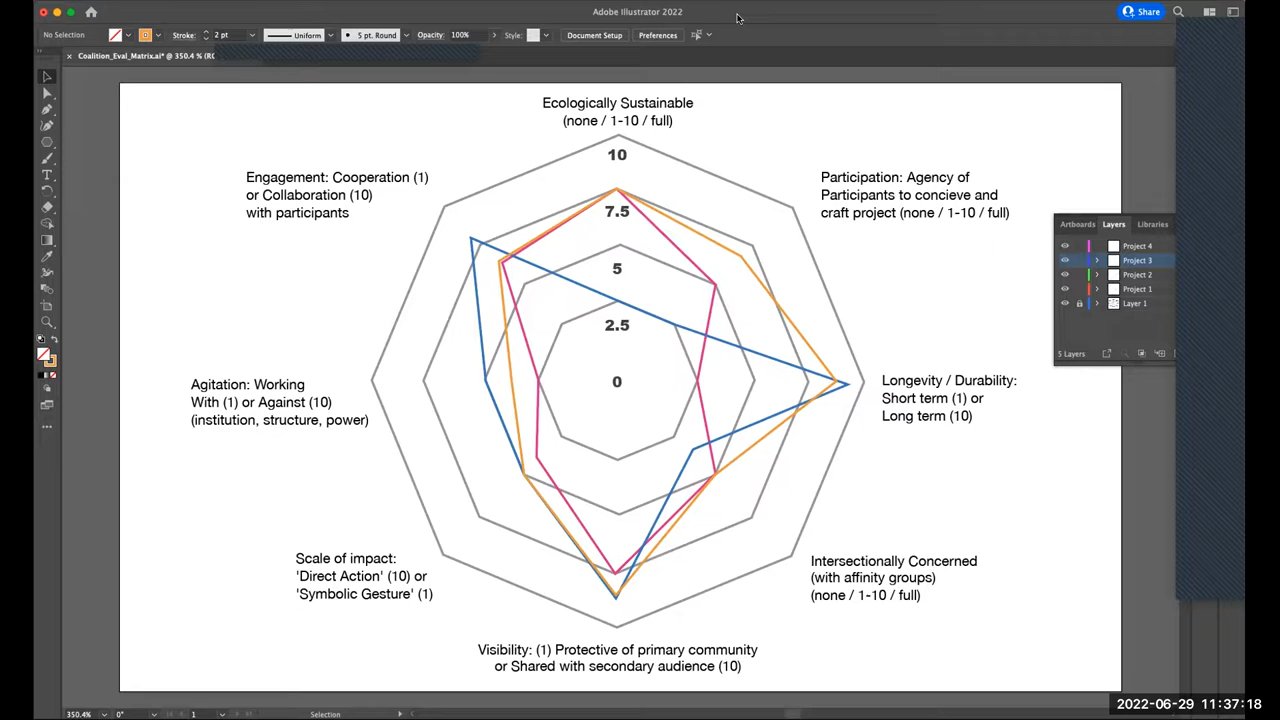 Adobe Illustrator 2022
Share
No Selection
Stroke:
2 pt
Uniform
5 pt. Round
Opacity:
100%
Style:
Document Setup
Preferences
Coalition_Eval_Matrix.ai* @ 350.4 %
Ecologically Sustainable
(none / 1-10 / full)
10
7.5
5
2.5
0
Engagement: Cooperation (1)
or Collaboration (10)
with participants
Participation: Agency of
Participants to concieve and
craft project (none / 1-10 / full)
Artboards
Layers
Libraries
Project 4
Project 3
Project 2
Project 1
Layer 1
5 Layers
Agitation: Working
With (1) or Against (10)
(institution, structure, power)
Longevity / Durability:
Short term (1) or
Long term (10)
Scale of impact:
'Direct Action' (10) or
'Symbolic Gesture' (1)
Intersectionally Concerned
(with affinity groups)
(none / 1-10 / full)
Visibility: (1) Protective of primary community
or Shared with secondary audience (10)
350.4%
0°
1
Selection
2022-06-29 11:37:18